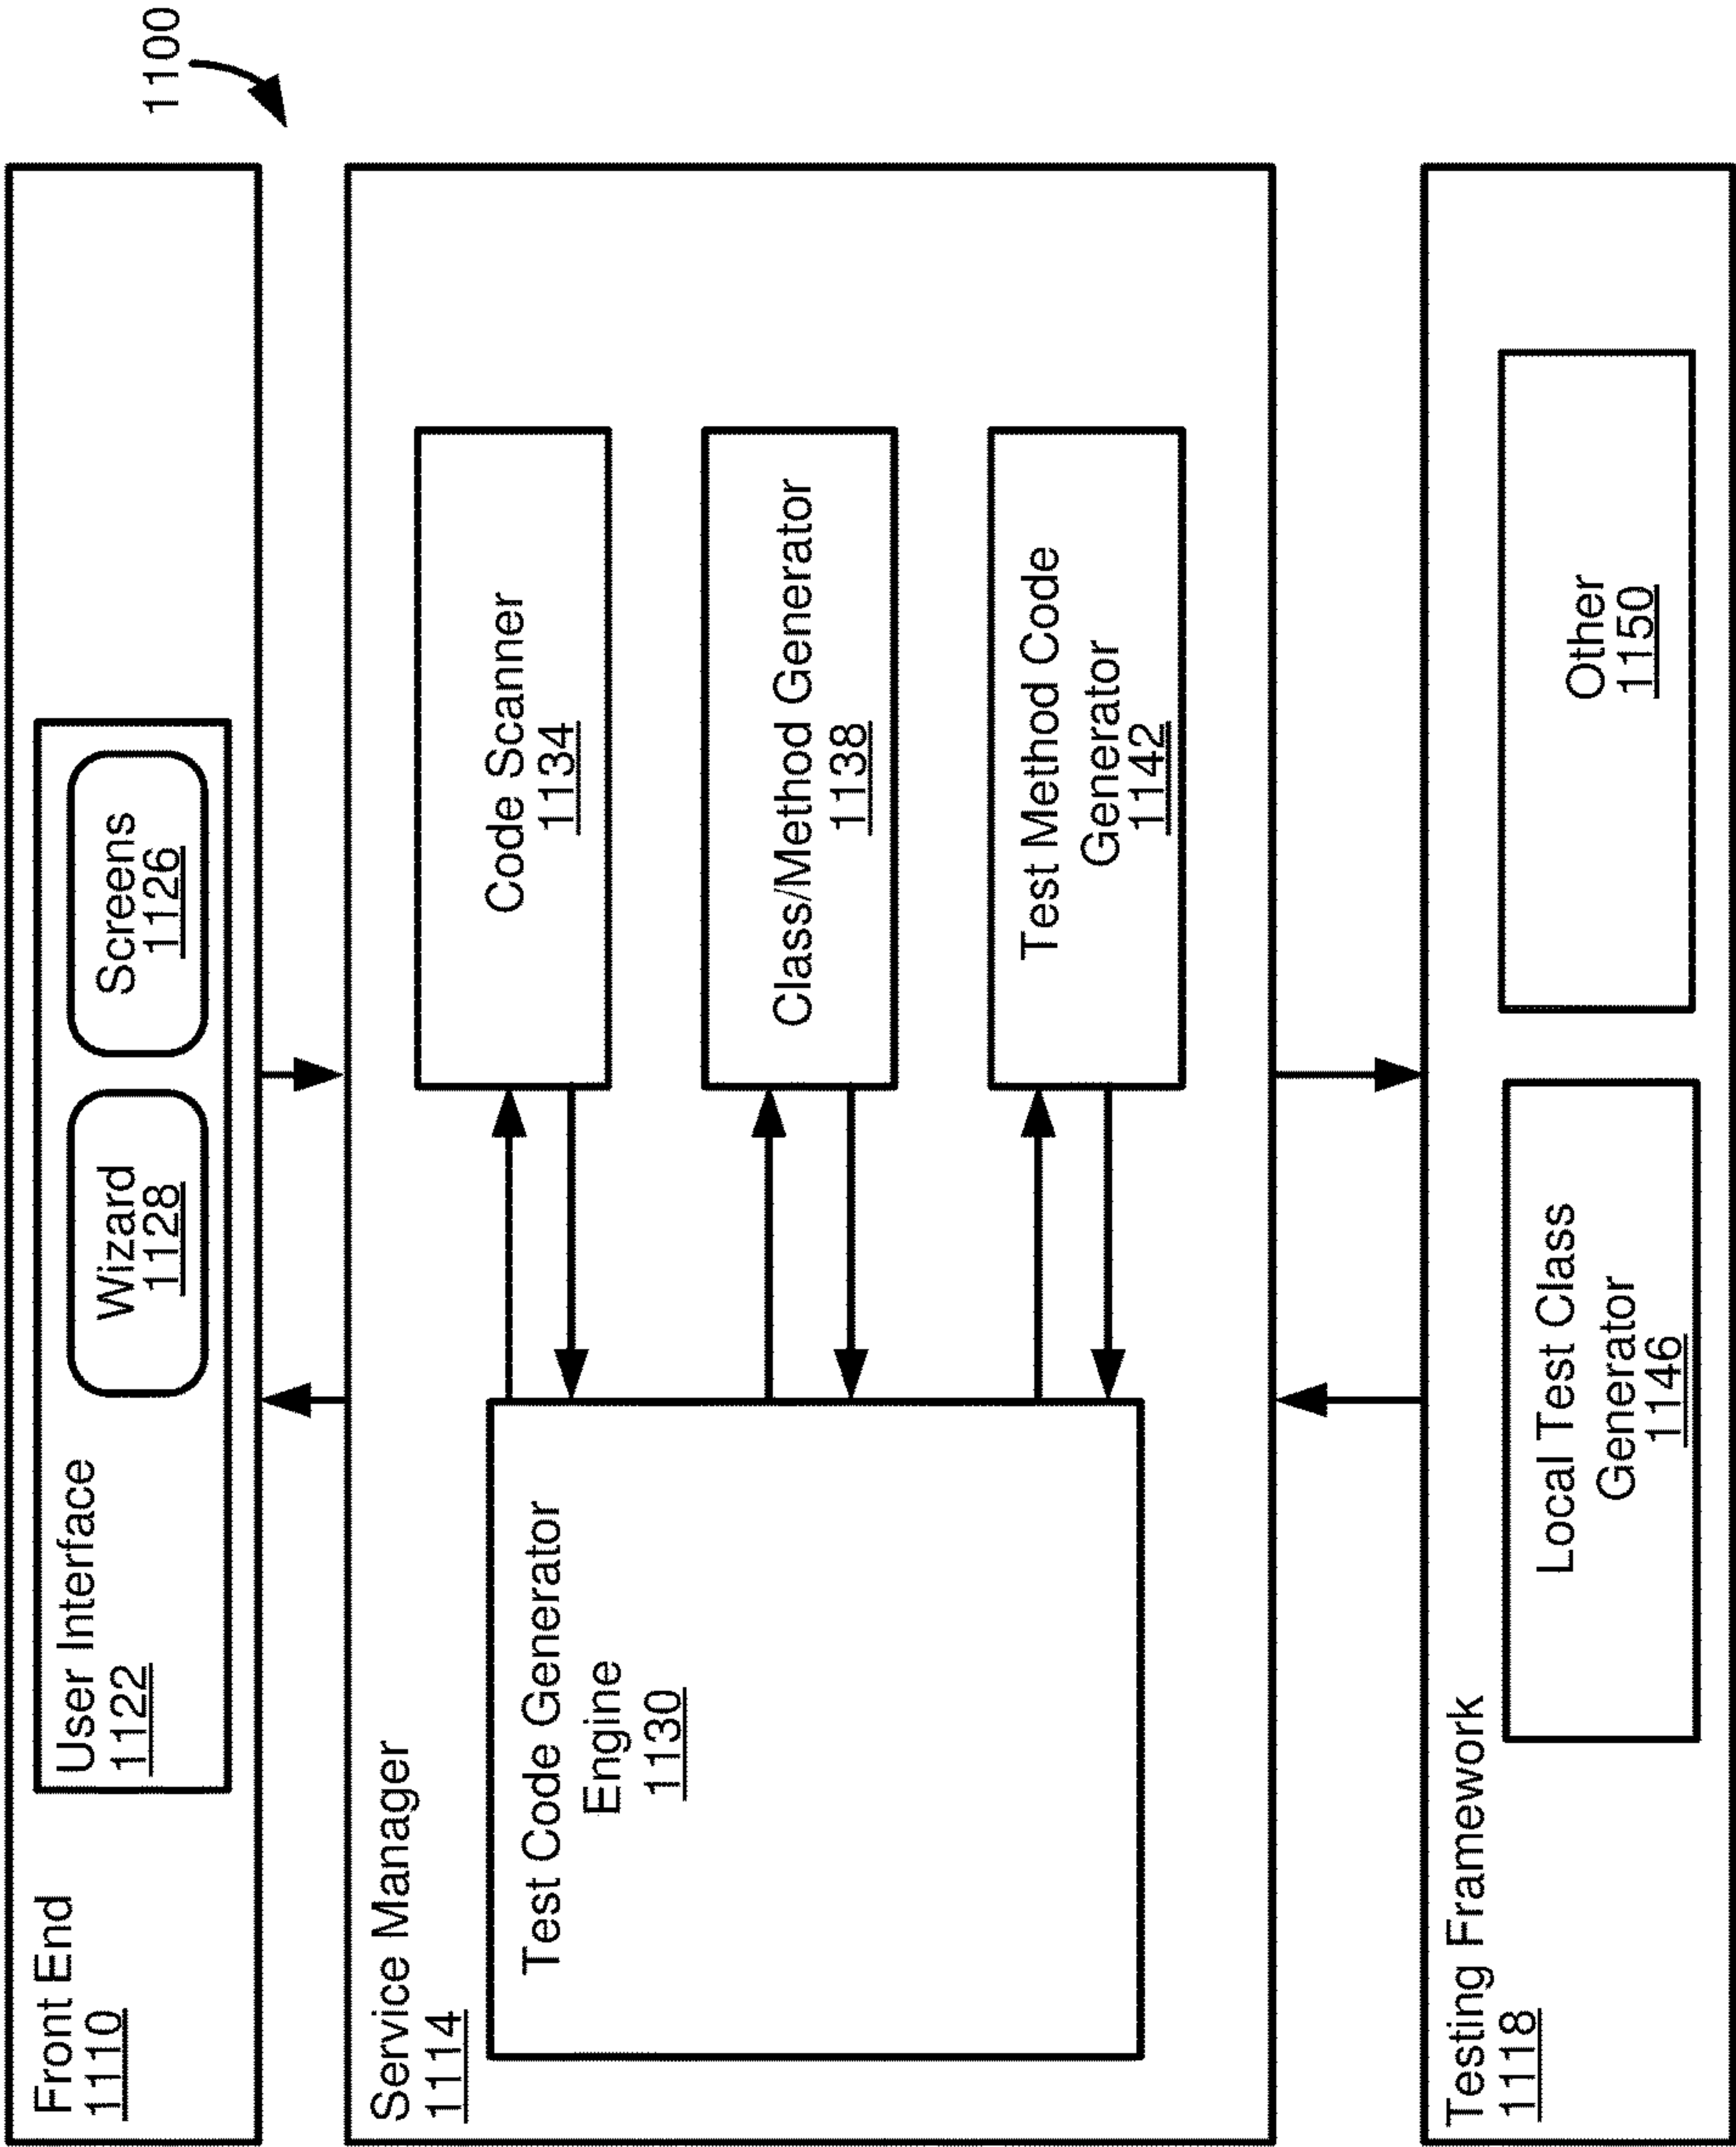 1100
Front End
1110
User Interface
1122
Wizard
1128
Screens
1126
Service Manager
1114
Test Code Generator
Engine
1130
Code Scanner
1134
Class/Method Generator
1138
Test Method Code
Generator
1142
Testing Framework
1118
Local Test Class
Generator
1146
Other
1150